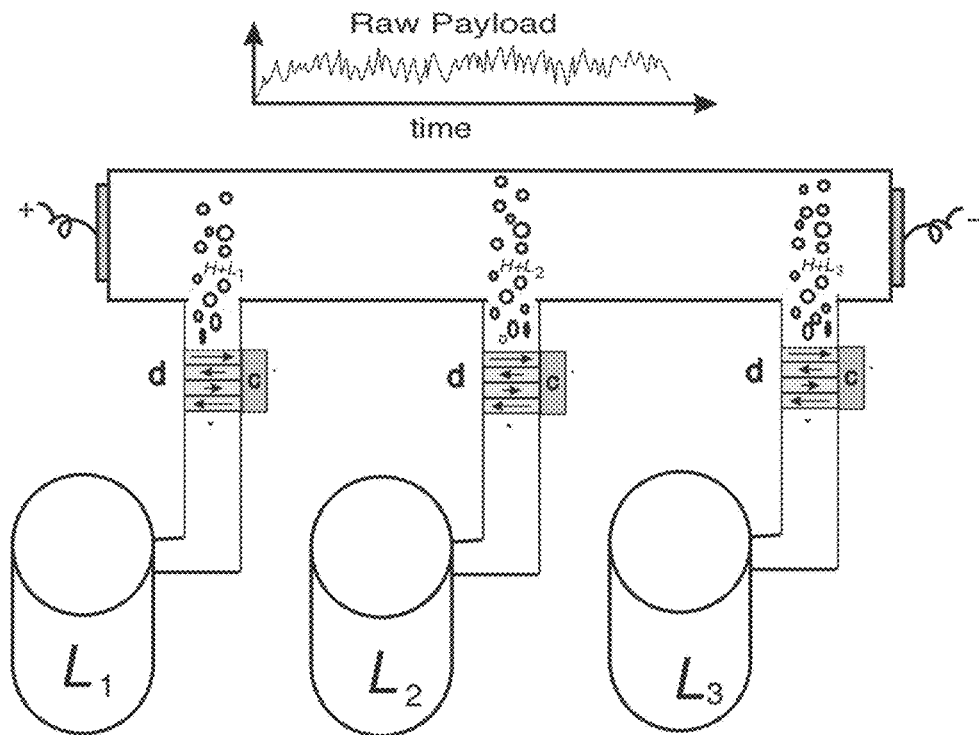 Raw Payload
time
+ −
H+L₁ H+L₂ H+L₃
d c d c d c
L₁ L₂ L₃